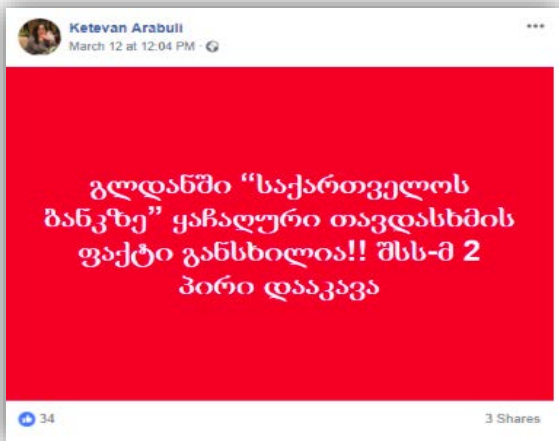 Ketevan Arabuli
March 12 at 12:04 PM ·
გლდანში “საქართველოს
ბანკზე” ყაჩაღური თავდასხმის
ფაქტი განსხილია!! შსს-მ 2
პირი დააკავა
34
3 Shares